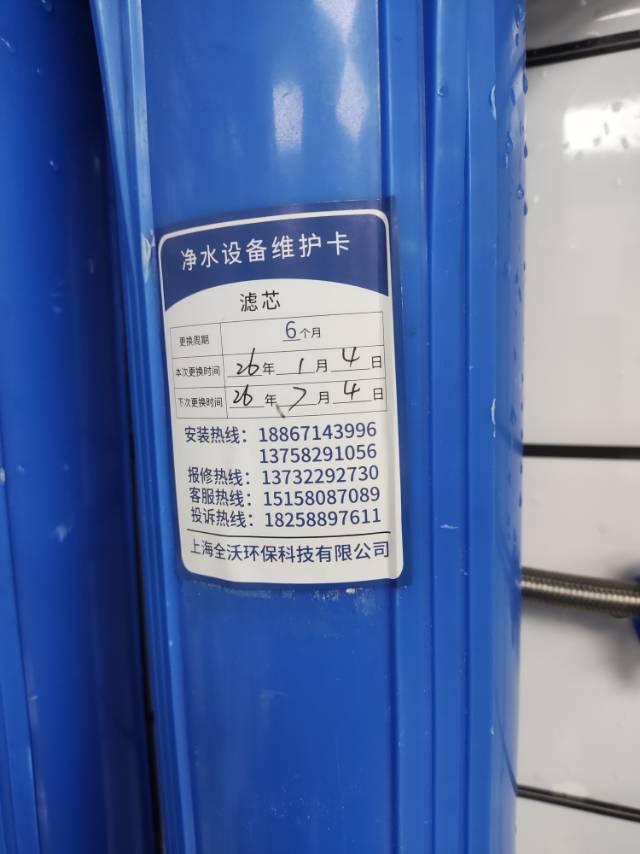 净水设备维护卡
滤芯
更换周期 6个月
本次更换时间 26年1月4日
下次更换时间 26年7月4日
安装热线：18867143996
13758291056
报修热线：13732292730
客服热线：15158087089
投诉热线：18258897611
上海全沃环保科技有限公司